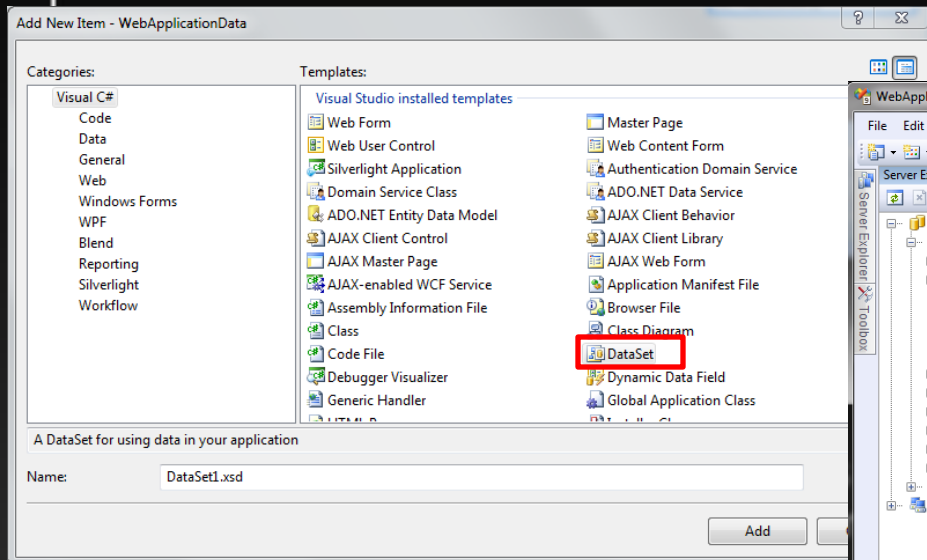 Add New Item - WebApplicationData
Categories:
Visual C#
Code
Data
General
Web
Windows Forms
WPF
Blend
Reporting
Silverlight
Workflow
Templates:
Visual Studio installed templates
Web Form
Web User Control
Silverlight Application
Domain Service Class
ADO.NET Entity Data Model
AJAX Client Control
AJAX Master Page
AJAX-enabled WCF Service
Assembly Information File
Class
Code File
Debugger Visualizer
Generic Handler
Master Page
Web Content Form
Authentication Domain Service
ADO.NET Data Service
AJAX Client Behavior
AJAX Client Library
AJAX Web Form
Application Manifest File
Browser File
Class Diagram
DataSet
Dynamic Data Field
Global Application Class
A DataSet for using data in your application
Name: DataSet1.xsd
Add
WebAppl
File Edit
Server E
Server Explorer
Toolbox